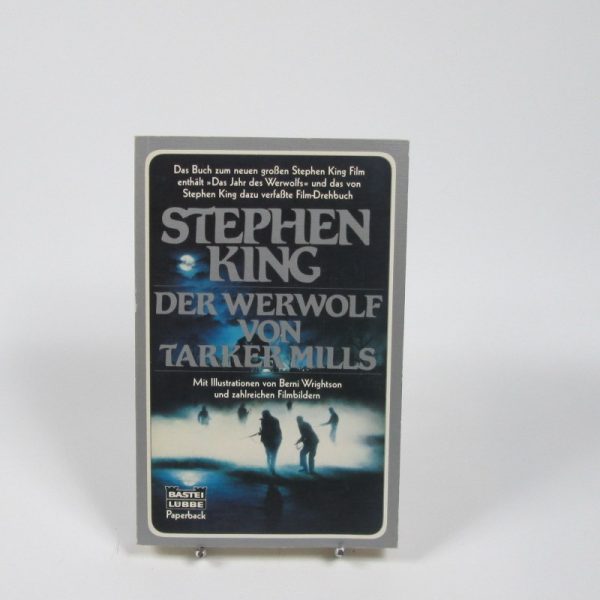 Das Buch zum neuen großen Stephen King Film
enthält »Das Jahr des Werwolfs« und das von
Stephen King dazu verfaßte Film-Drehbuch
STEPHEN
KING
DER WERWOLF
VON
TARKER MILLS
Mit Illustrationen von Berni Wrightson
und zahlreichen Filmbildern
BASTEI
LÜBBE
Paperback